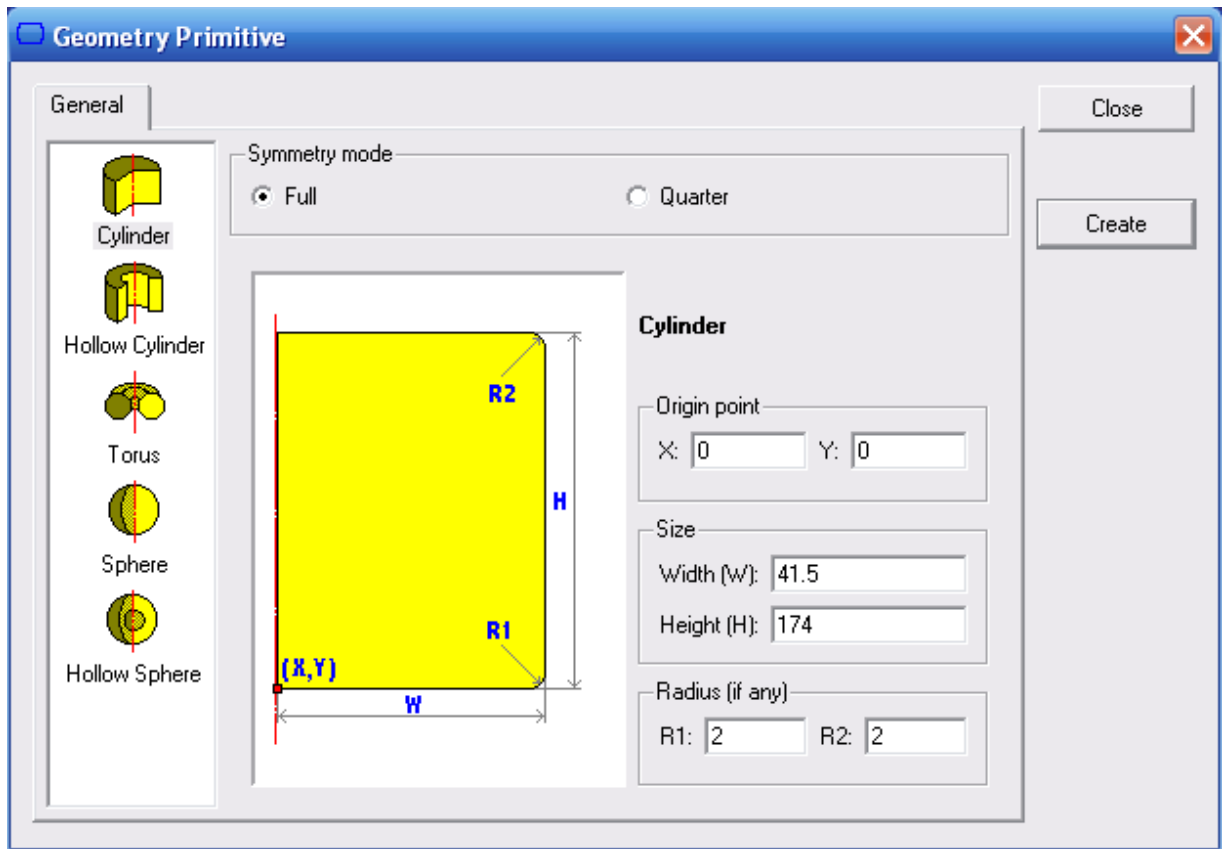 Geometry Primitive
General
Close
Create
Cylinder
Hollow Cylinder
Torus
Sphere
Hollow Sphere
Symmetry mode
Full
Quarter
R2
H
R1
(X,Y)
W
Cylinder
Origin point
X: 0 Y: 0
Size
Width (W): 41.5
Height (H): 174
Radius (if any)
R1: 2 R2: 2